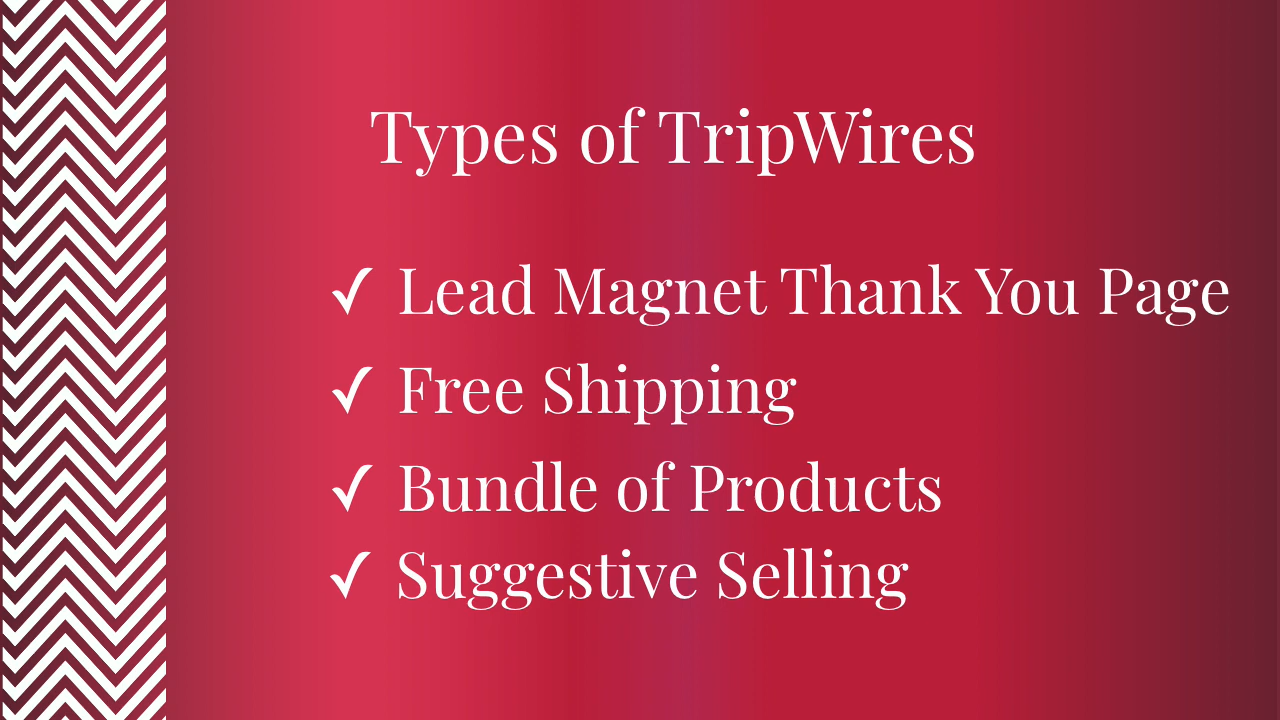 Types of TripWires
✓ Lead Magnet Thank You Page
✓ Free Shipping
✓ Bundle of Products
✓ Suggestive Selling